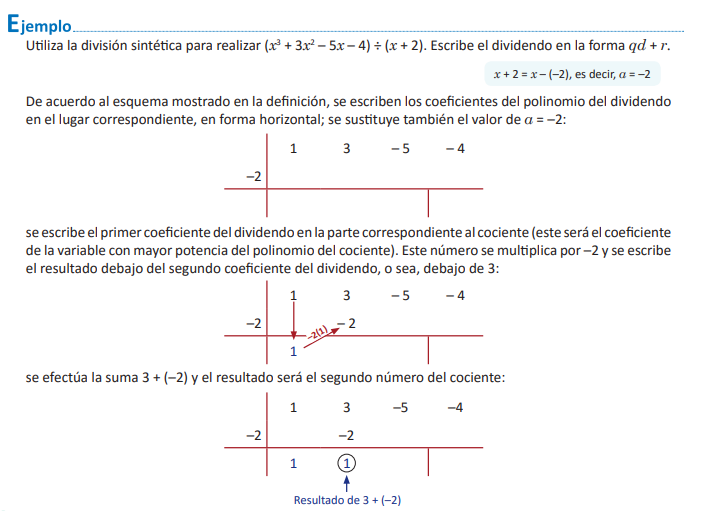 Ejemplo
Utiliza la división sintética para realizar (x³ + 3x² – 5x – 4) ÷ (x + 2). Escribe el dividendo en la forma qd + r.
x + 2 = x – (–2), es decir, a = –2
De acuerdo al esquema mostrado en la definición, se escriben los coeficientes del polinomio del dividendo
en el lugar correspondiente, en forma horizontal; se sustituye también el valor de a = –2:
1 3 – 5 – 4
–2
se escribe el primer coeficiente del dividendo en la parte correspondiente al cociente (este será el coeficiente
de la variable con mayor potencia del polinomio del cociente). Este número se multiplica por –2 y se escribe
el resultado debajo del segundo coeficiente del dividendo, o sea, debajo de 3:
1 3 – 5 – 4
–2 –2(1) – 2
1
se efectúa la suma 3 + (–2) y el resultado será el segundo número del cociente:
1 3 –5 –4
–2 –2
1 1
Resultado de 3 + (–2)